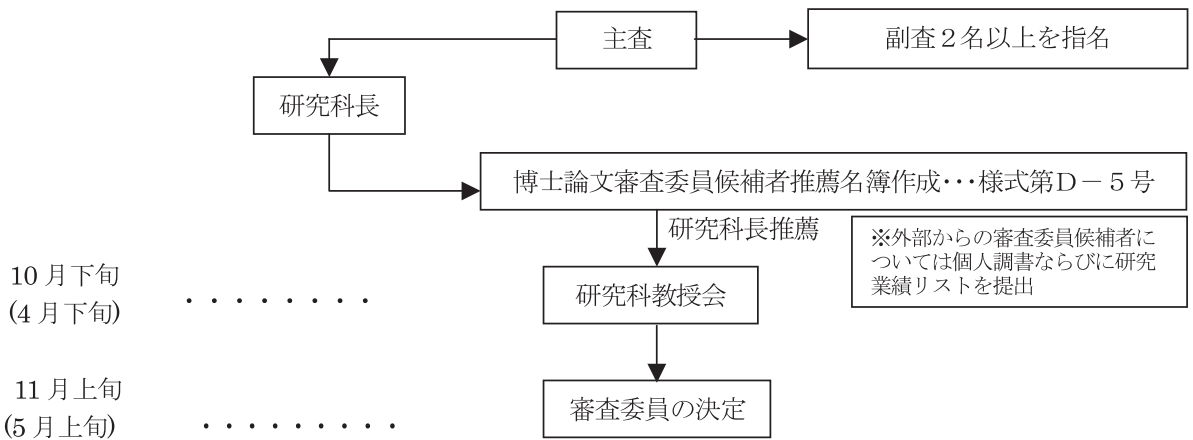 主査
副査２名以上を指名
研究科長
博士論文審査委員候補者推薦名簿作成･･･様式第Ｄ－５号
研究科長推薦
※外部からの審査委員候補者に
ついては個人調書ならびに研究
業績リストを提出
10 月下旬
(4 月下旬)
・・・・・・・・
研究科教授会
11 月上旬
(5 月上旬)
・・・・・・・・・
審査委員の決定